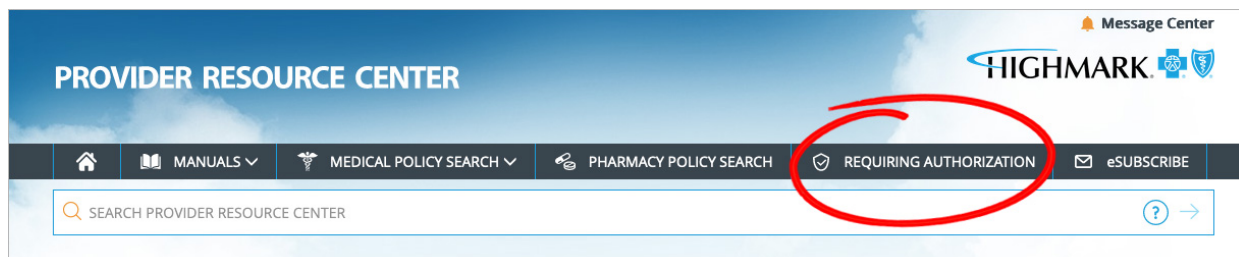 Message Center
PROVIDER RESOURCE CENTER
HIGHMARK.
MANUALS
MEDICAL POLICY SEARCH
PHARMACY POLICY SEARCH
REQUIRING AUTHORIZATION
eSUBSCRIBE
SEARCH PROVIDER RESOURCE CENTER
?